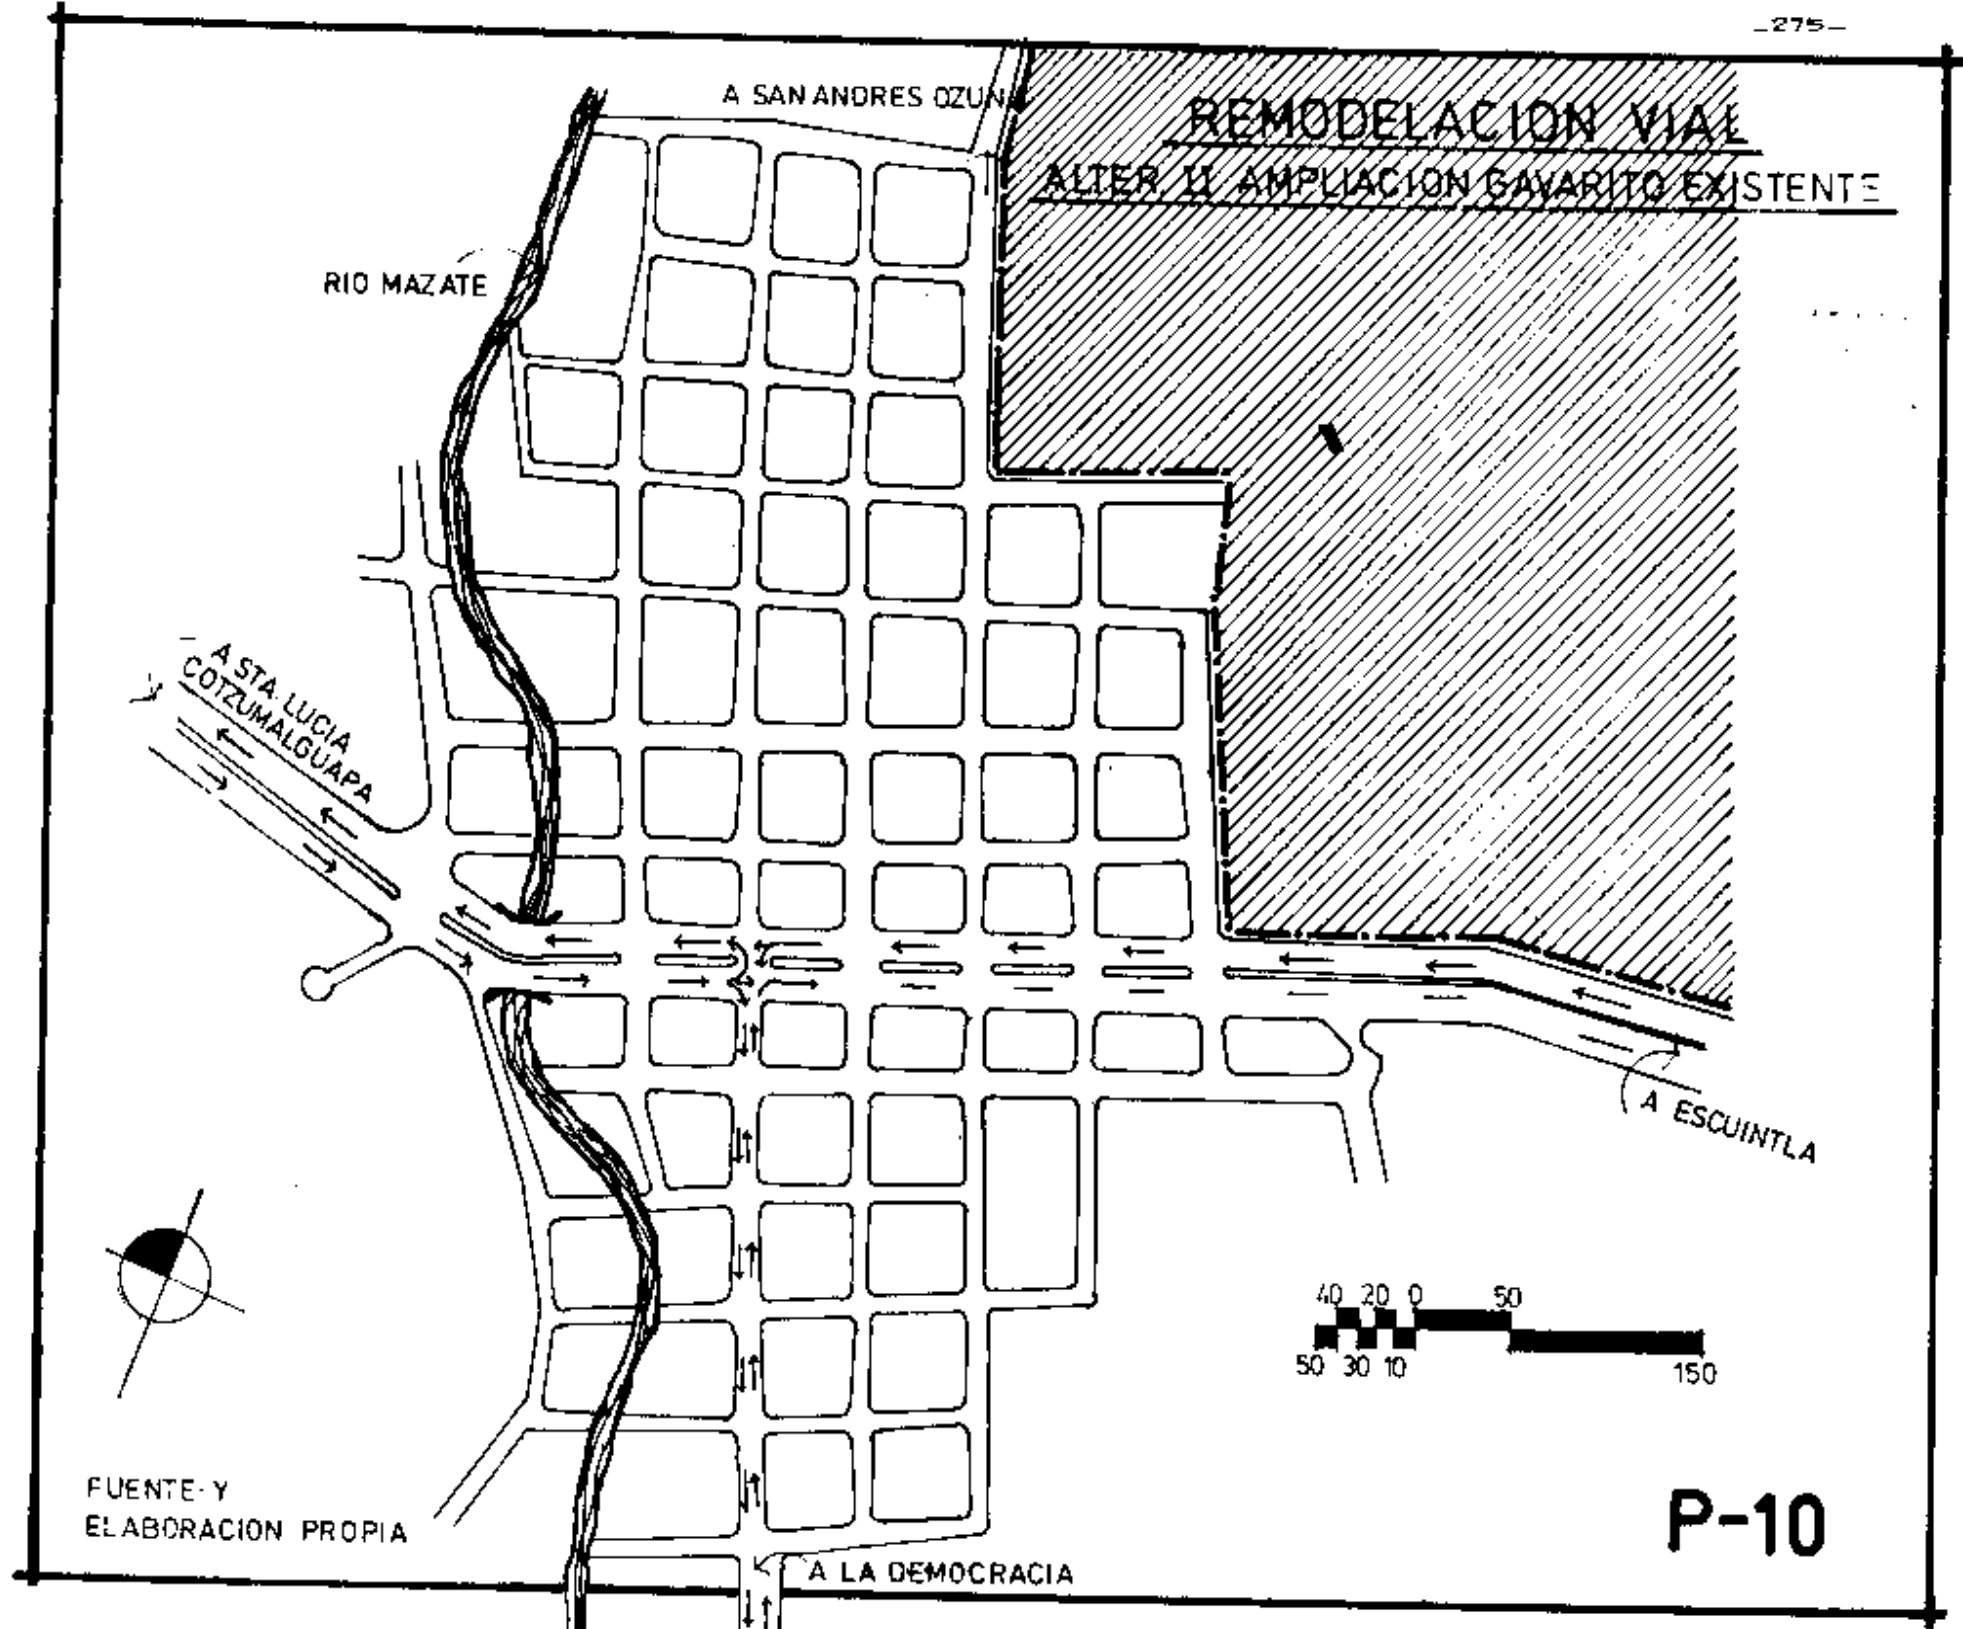 -275-
A SAN ANDRES OZUN
REMODELACION VIAL
ALTER. II AMPLIACION GAVARITO EXISTENTE
RIO MAZATE
A STA. LUCIA
COTZUMALGUAPA
A ESCUINTLA
40 20 0 50
50 30 10 150
FUENTE Y
ELABORACION PROPIA
P-10
A LA DEMOCRACIA